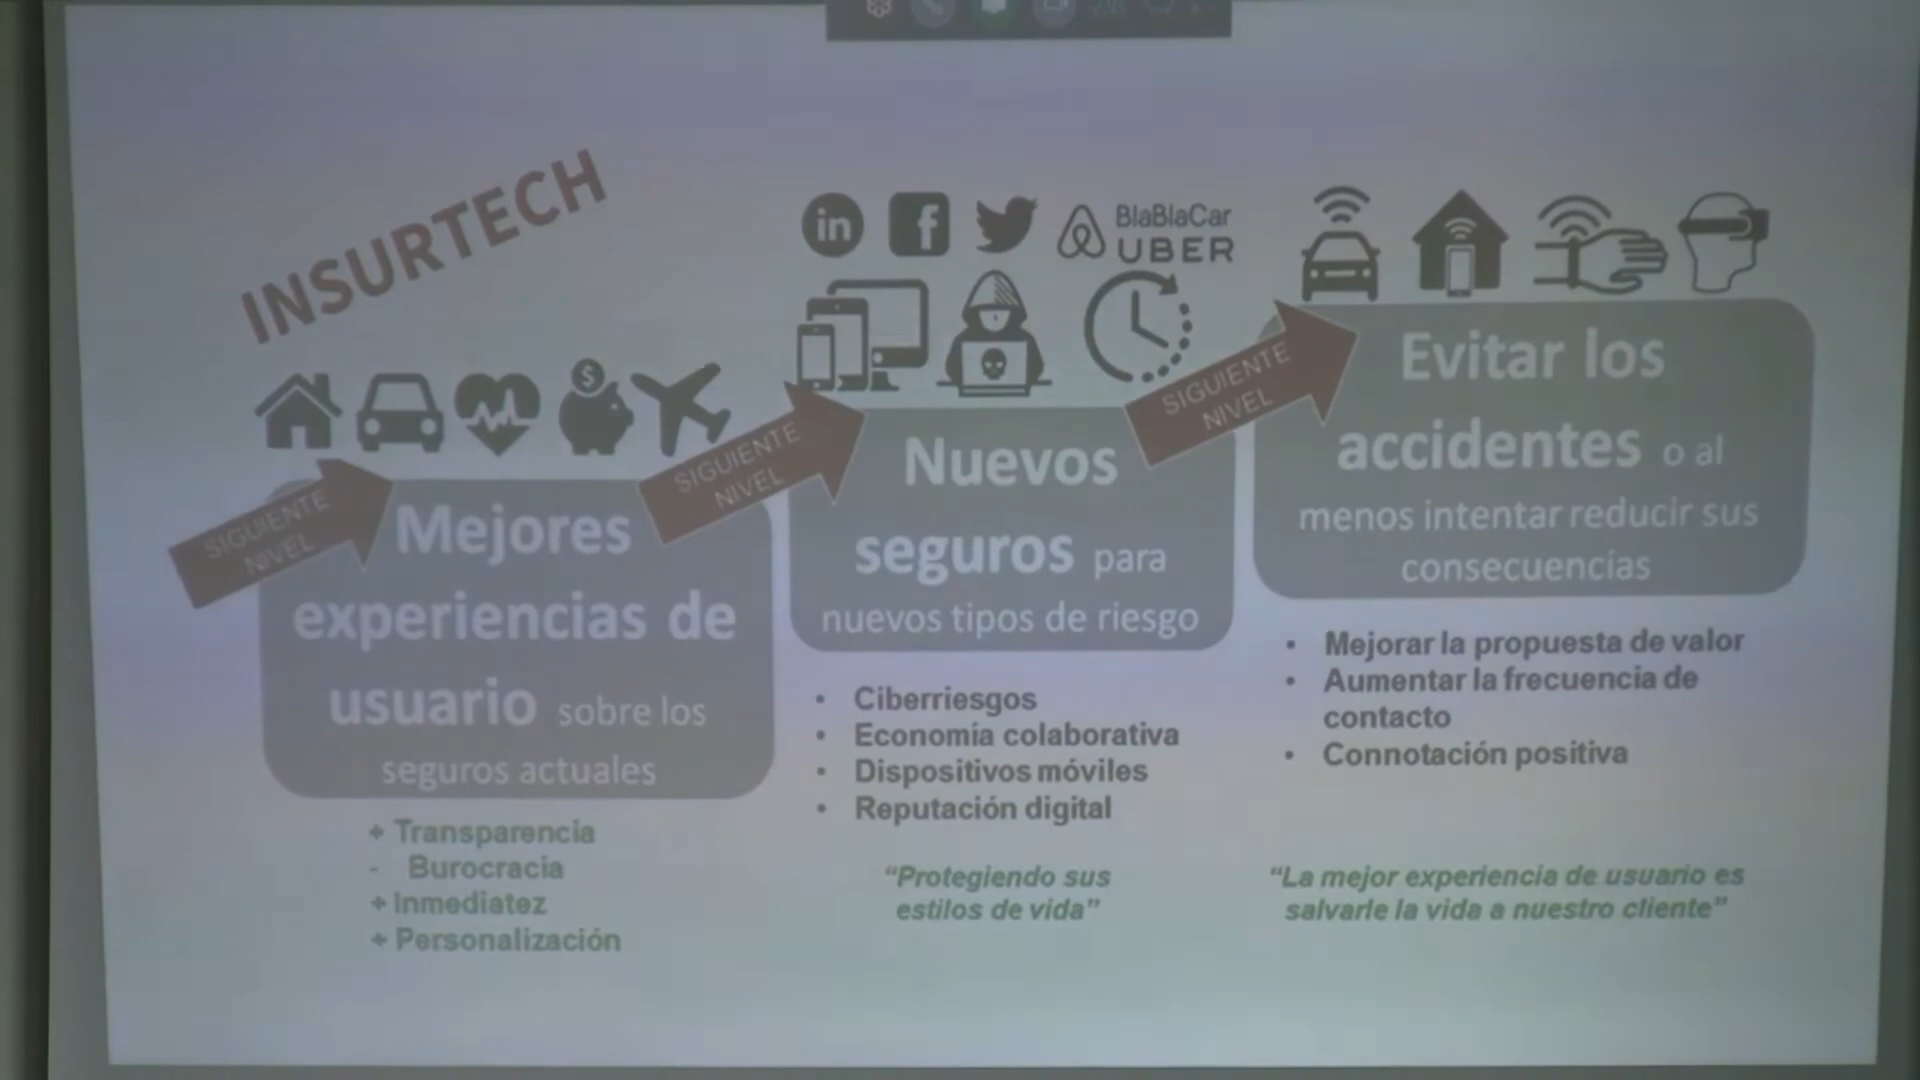 INSURTECH
SIGUIENTE
NIVEL
Mejores
experiencias de
usuario sobre los
seguros actuales
+ Transparencia
- Burocracia
+ Inmediatez
+ Personalización
in
f
BlaBlaCar
UBER
$
SIGUIENTE
NIVEL
Nuevos
seguros para
nuevos tipos de riesgo
• Ciberriesgos
• Economía colaborativa
• Dispositivos móviles
• Reputación digital
“Protegiendo sus
estilos de vida”
SIGUIENTE
NIVEL
Evitar los
accidentes o al
menos intentar reducir sus
consecuencias
• Mejorar la propuesta de valor
• Aumentar la frecuencia de
contacto
• Connotación positiva
“La mejor experiencia de usuario es
salvarle la vida a nuestro cliente”